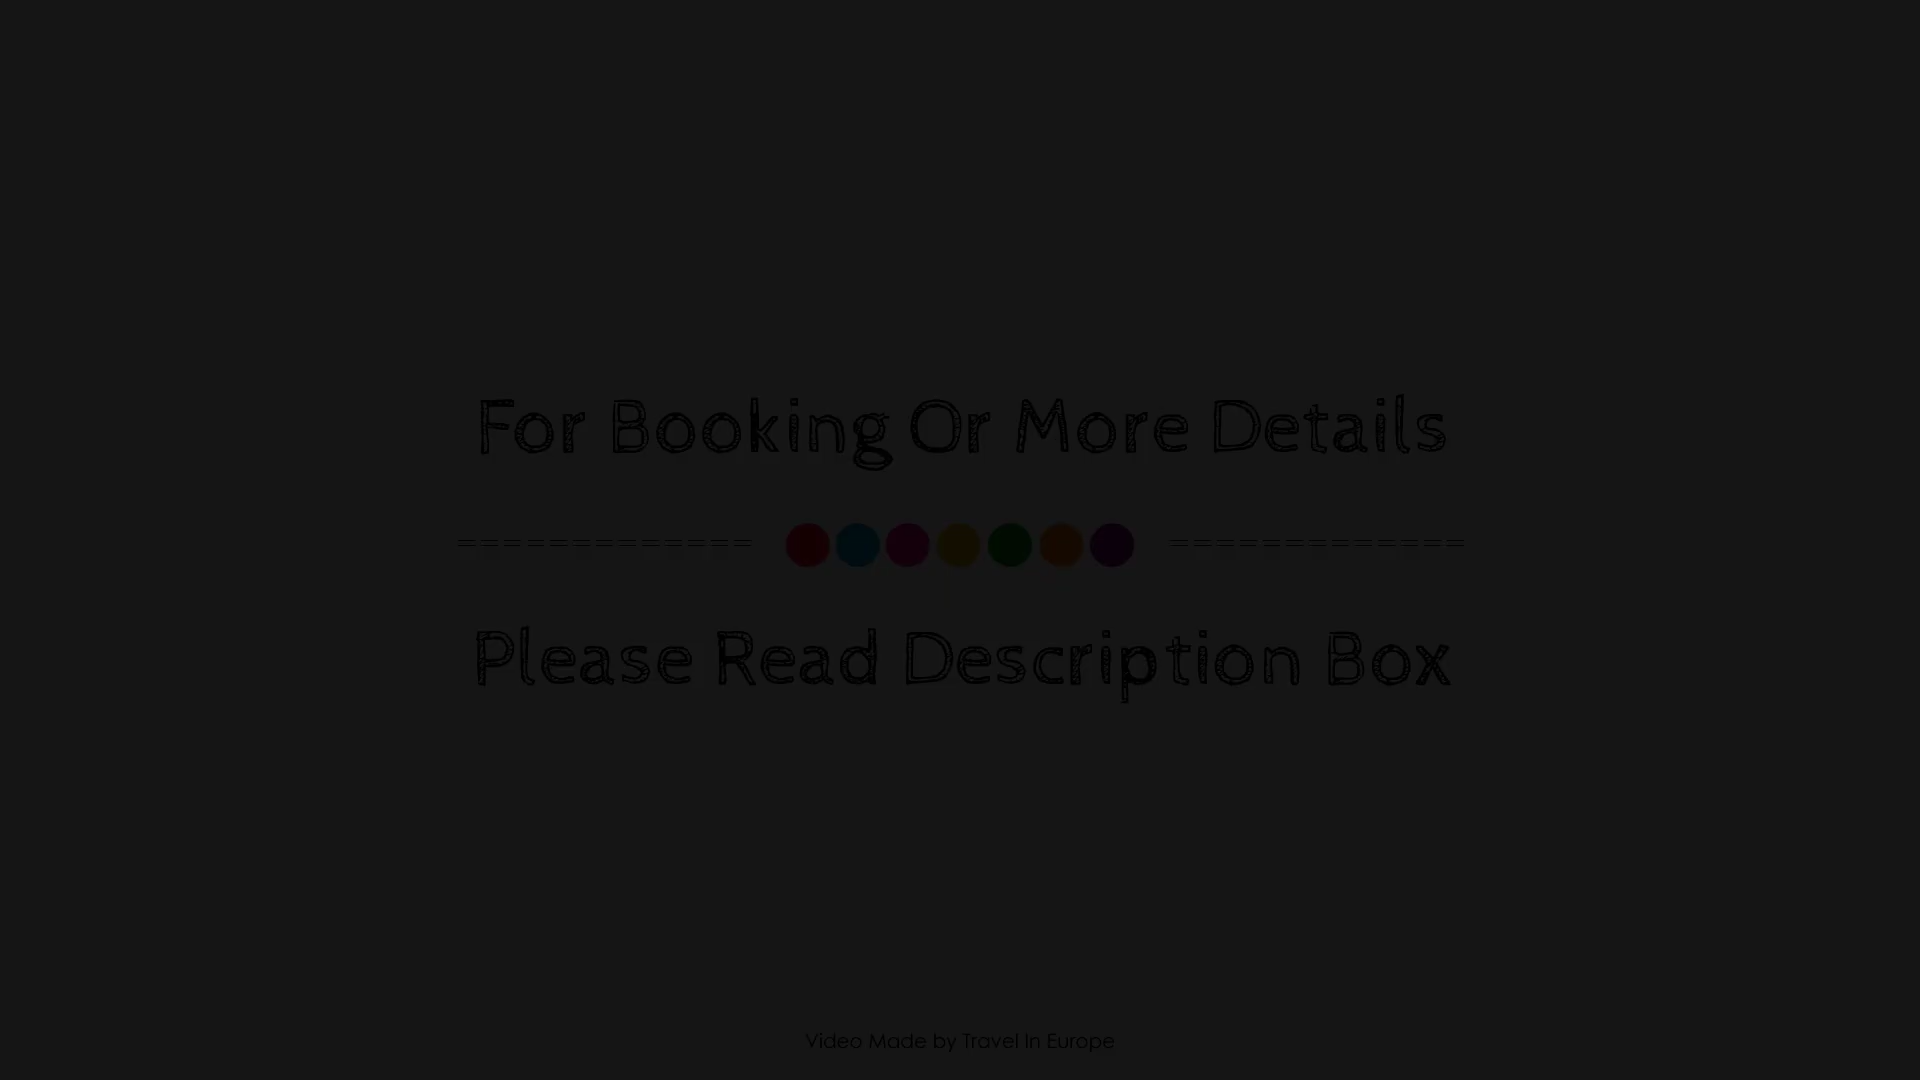 For Booking Or More Details
============= =============
Please Read Description Box
Video Made by Travel In Europe